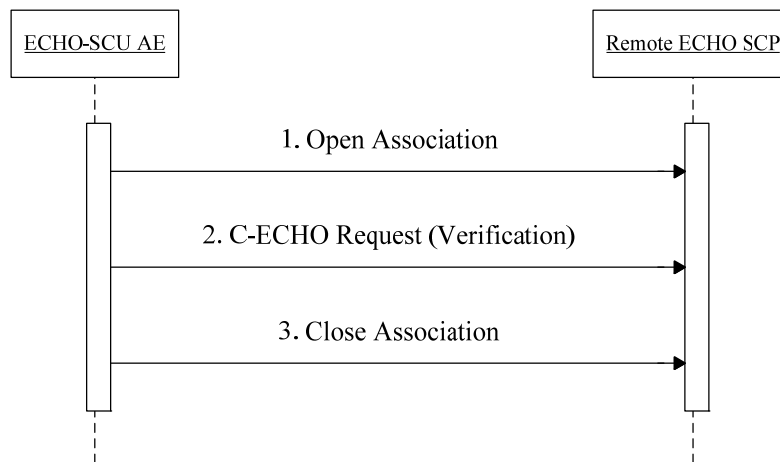 ECHO-SCU AE
Remote ECHO SCP
1. Open Association
2. C-ECHO Request (Verification)
3. Close Association